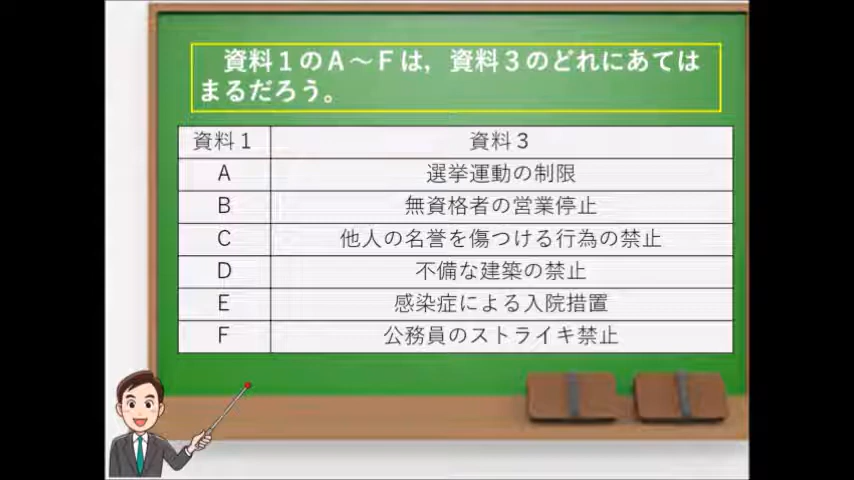 資料１のＡ～Ｆは，資料３のどれにあては
まるだろう。
資料１ 資料３
A 選挙運動の制限
B 無資格者の営業停止
C 他人の名誉を傷つける行為の禁止
D 不備な建築の禁止
E 感染症による入院措置
F 公務員のストライキ禁止